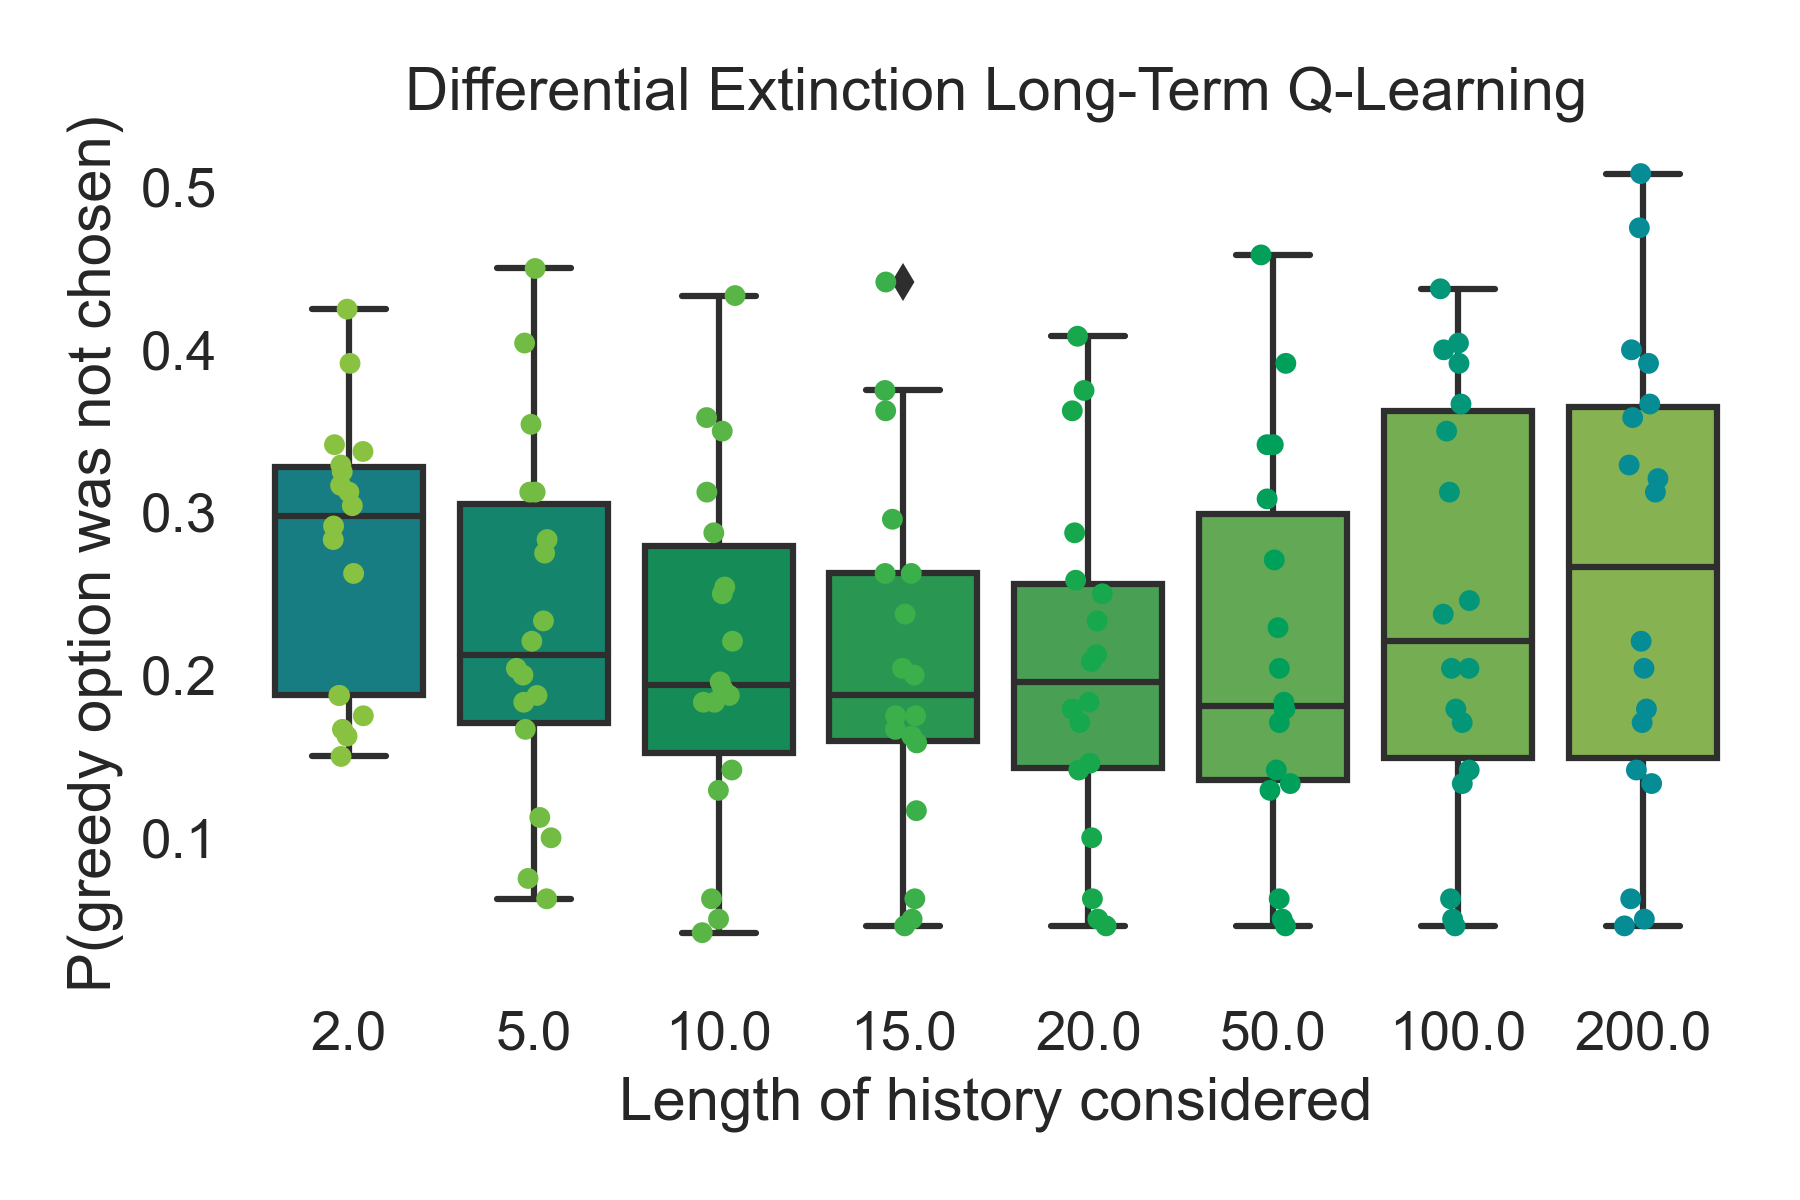 Differential Extinction Long-Term Q-Learning
P(greedy option was not chosen)
0.5
0.4
0.3
0.2
0.1
2.0 5.0 10.0 15.0 20.0 50.0 100.0 200.0
Length of history considered